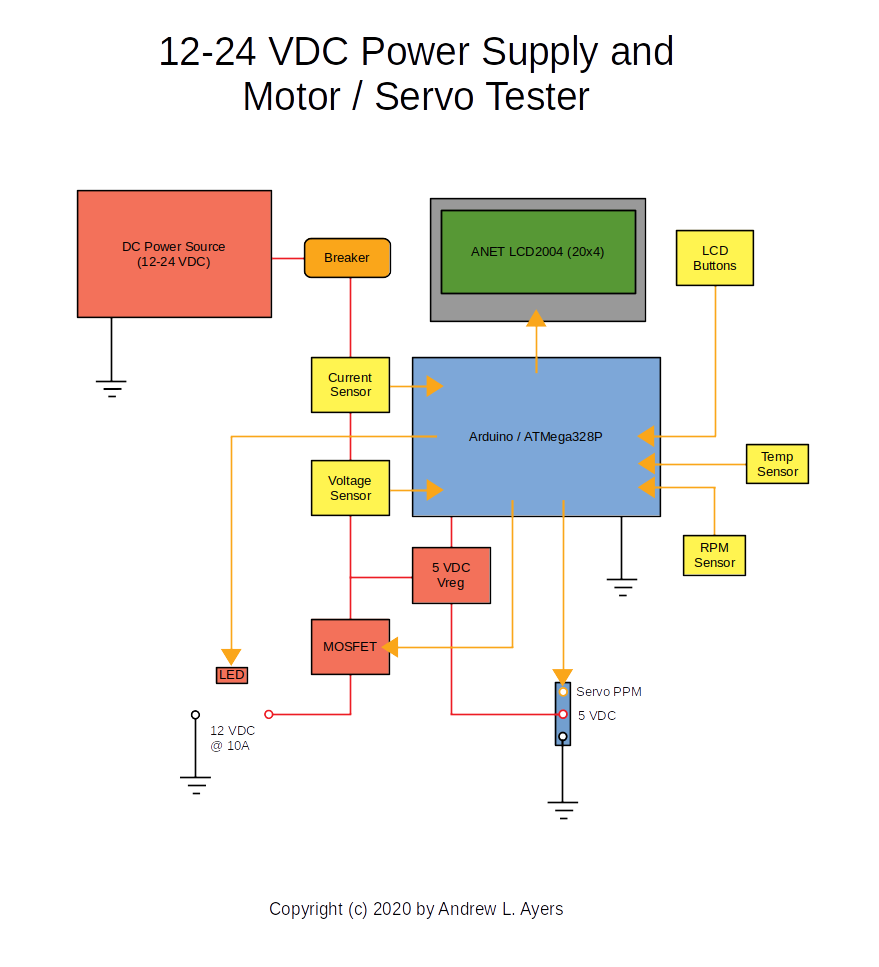 12-24 VDC Power Supply and
Motor / Servo Tester
DC Power Source
(12-24 VDC)
Breaker
ANET LCD2004 (20x4)
LCD
Buttons
Current
Sensor
Arduino / ATMega328P
Temp
Sensor
Voltage
Sensor
RPM
Sensor
5 VDC
Vreg
MOSFET
LED
Servo PPM
5 VDC
12 VDC
@ 10A
Copyright (c) 2020 by Andrew L. Ayers